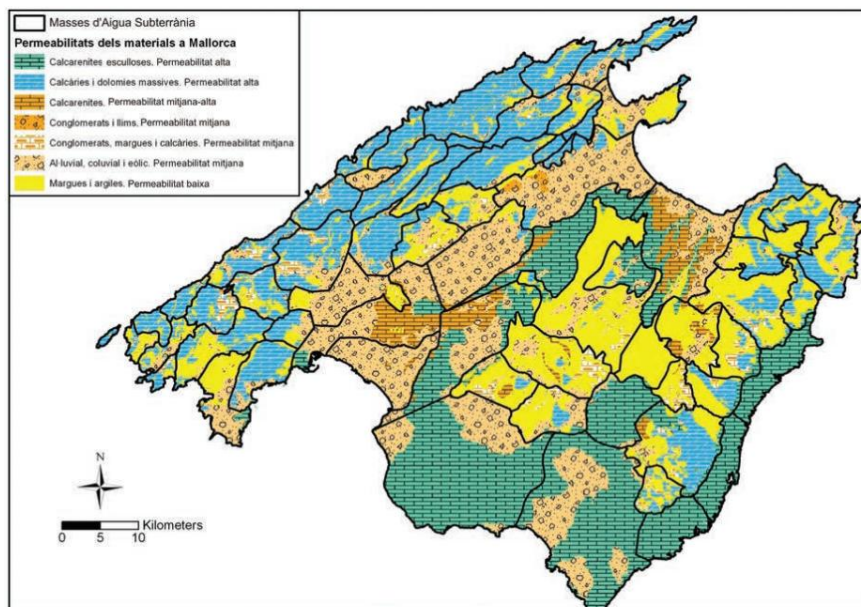 Masses d'Aigua Subterrània
Permeabilitats dels materials a Mallorca
Calcarenites esculloses. Permeabilitat alta
Calcàries i dolomies massives. Permeabilitat alta
Calcarenites. Permeabilitat mitjana-alta
Conglomerats i llims. Permeabilitat mitjana
Conglomerats, margues i calcàries. Permeabilitat mitjana
Al·luvial, coluvial i eòlic. Permeabilitat mitjana
Margues i argiles. Permeabilitat baixa
N
Kilometers
0 5 10